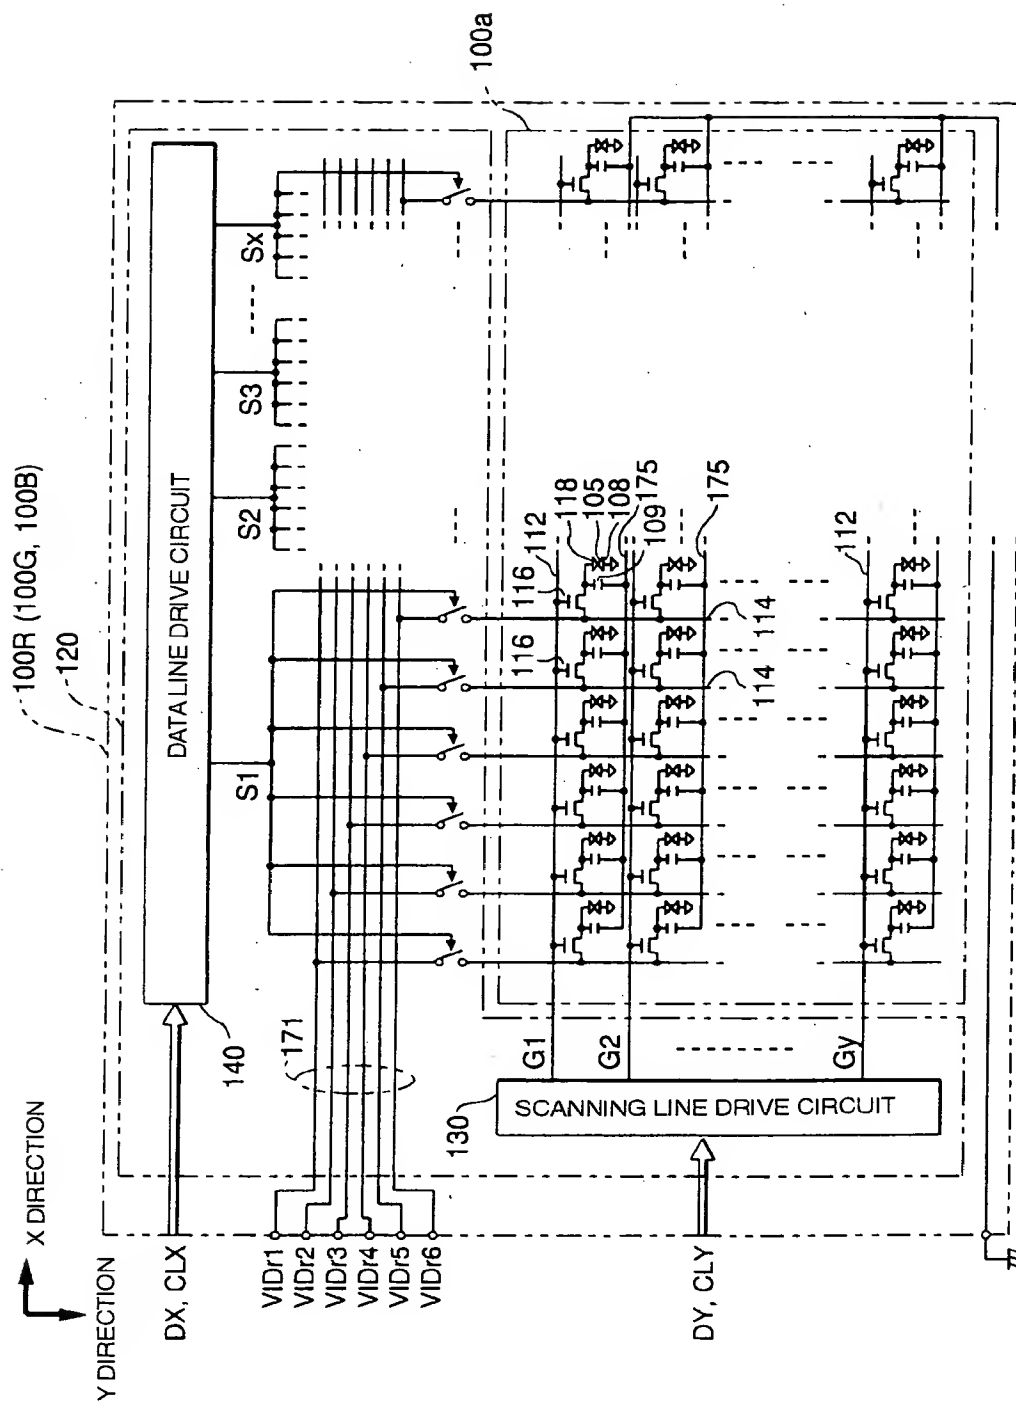 X DIRECTION
Y DIRECTION
100R (100G, 100B)
120
DATA LINE DRIVE CIRCUIT
140
DX, CLX
S1
S2
S3
Sx
100a
VIDr1
VIDr2
VIDr3
VIDr4
VIDr5
VIDr6
171
116
116
112
118
105
108
109
175
175
114
114
112
G1
G2
Gy
130
SCANNING LINE DRIVE CIRCUIT
DY, CLY